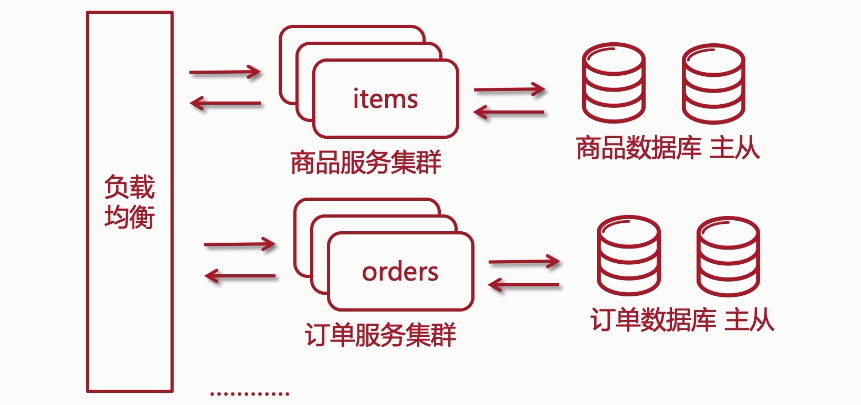 负载
均衡
items
商品服务集群
商品数据库 主从
orders
订单服务集群
订单数据库 主从
............